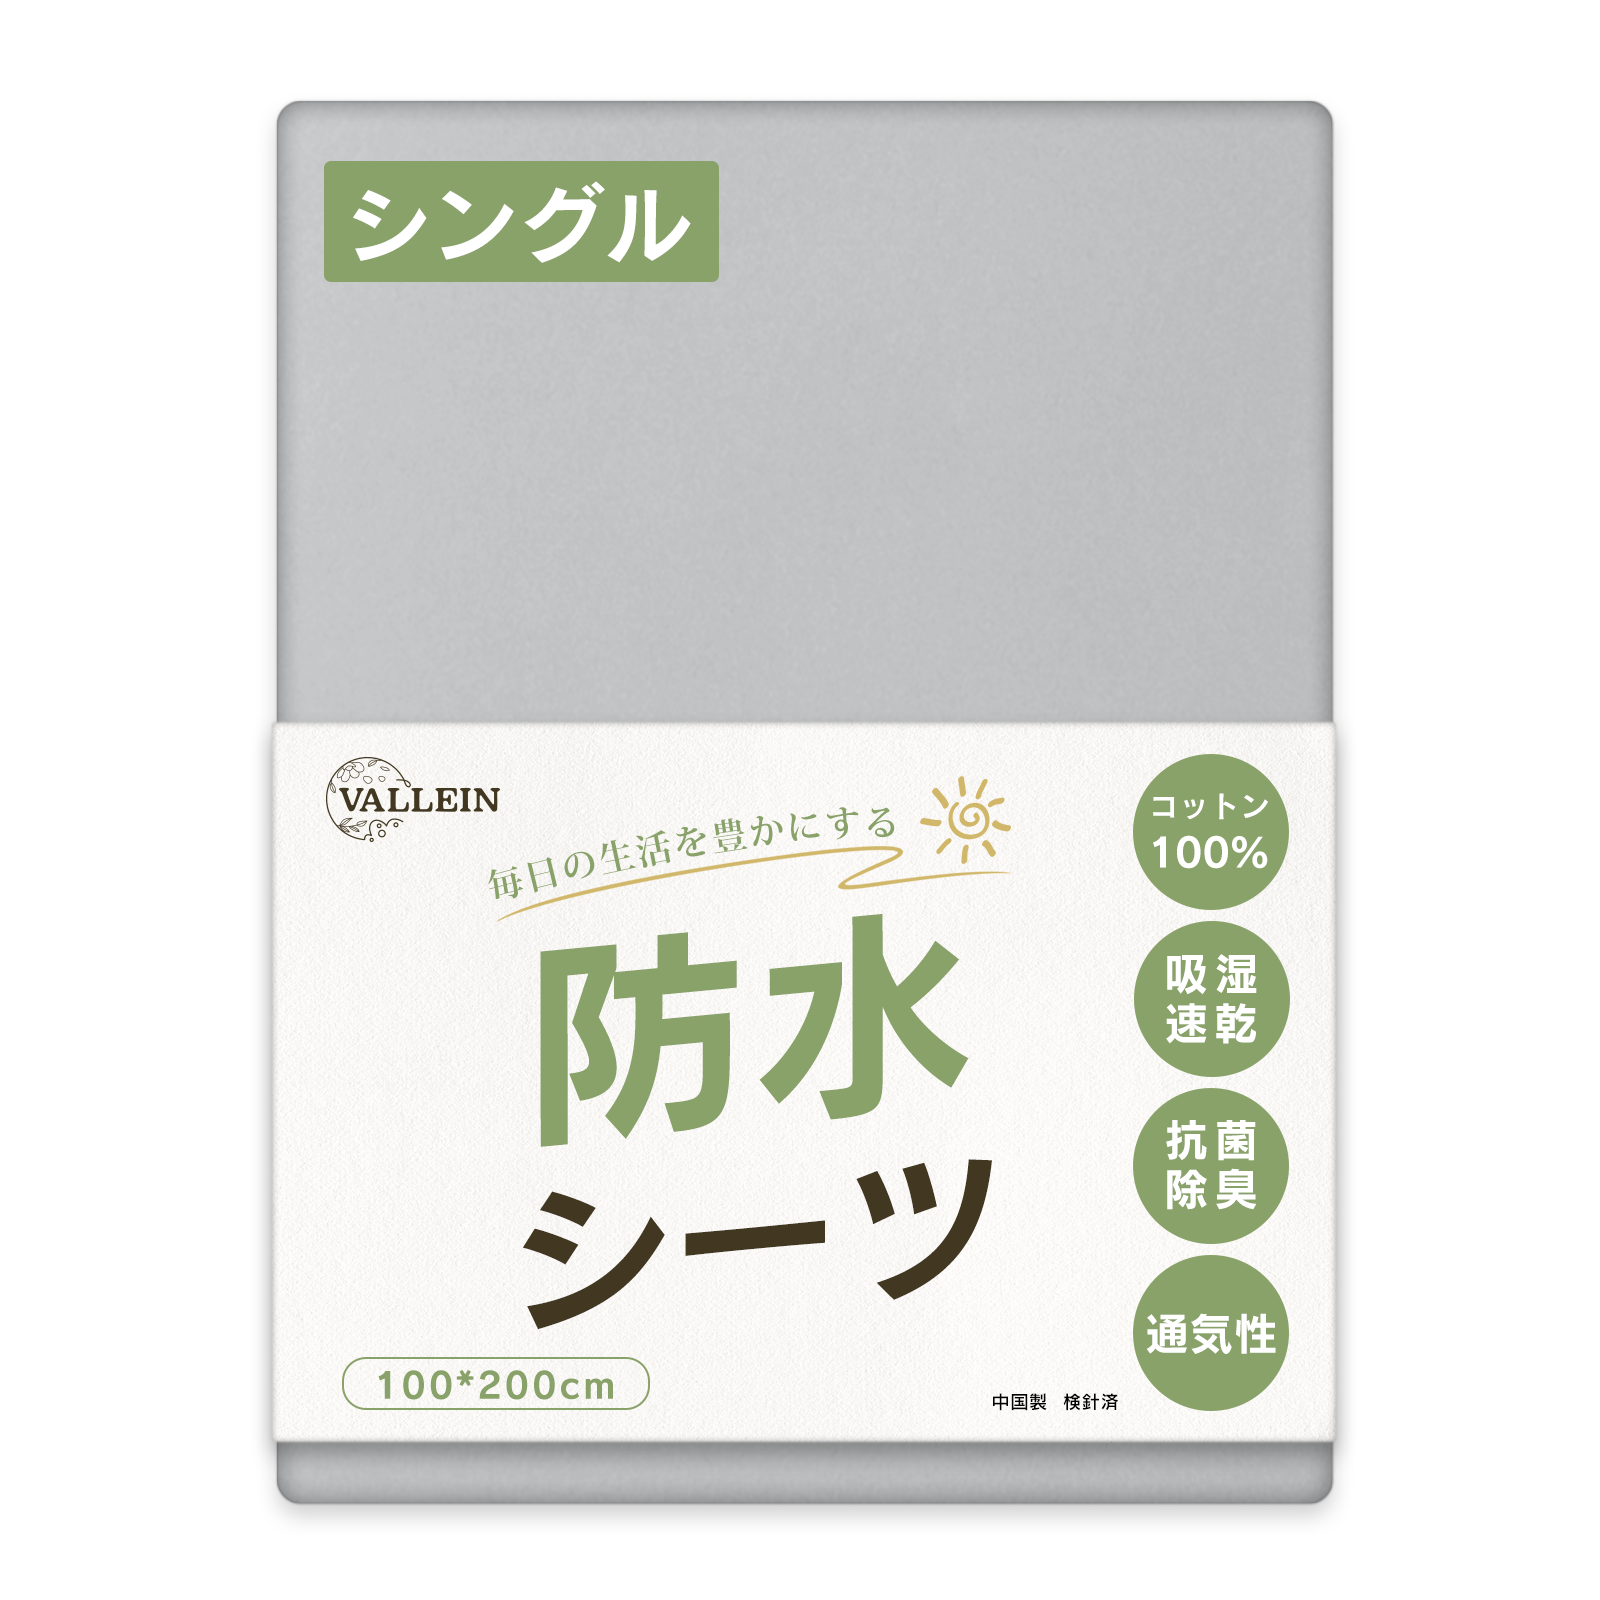 シングル
VALLEIN
毎日の生活を豊かにする
防水
シーツ
100*200cm
コットン
100%
吸湿
速乾
抗菌
除臭
通気性
中国製 検針済